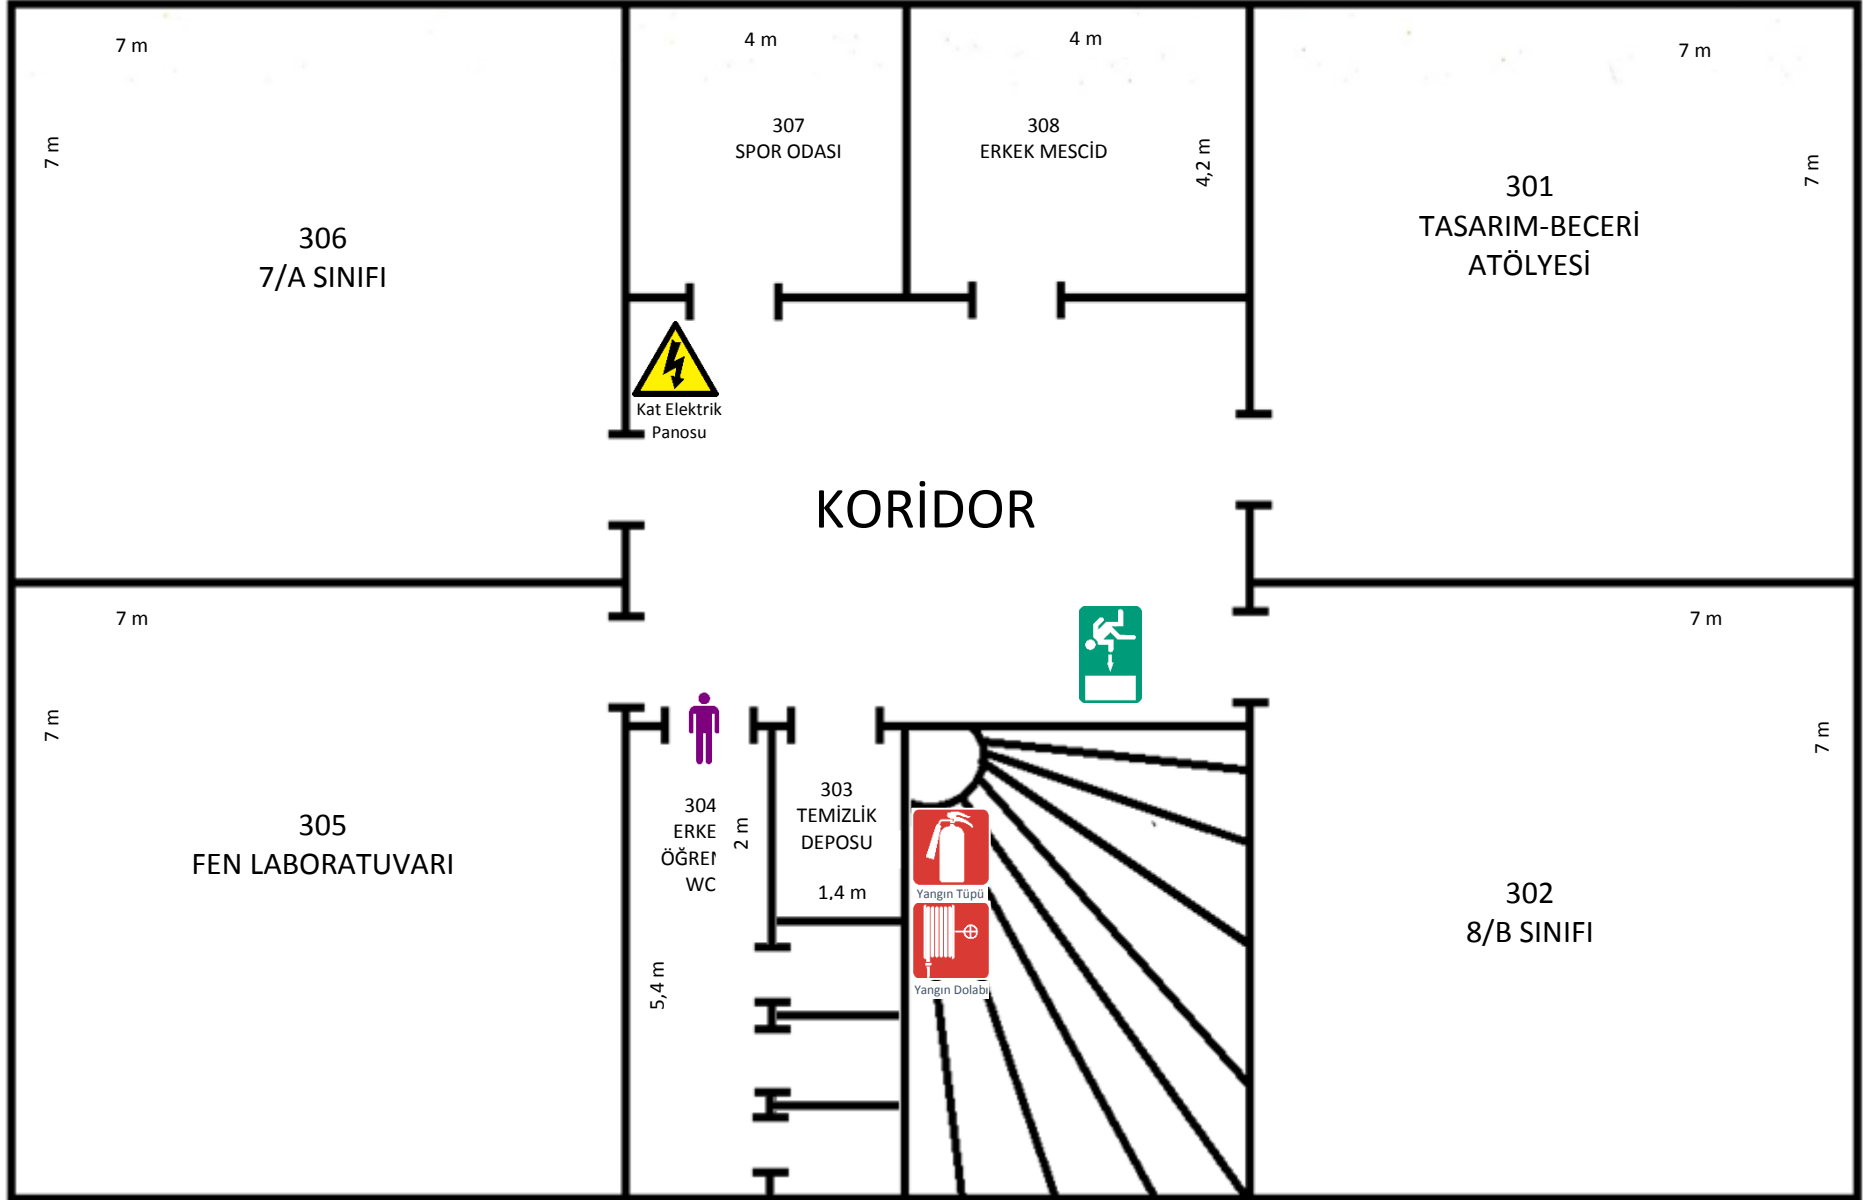 7 m
4 m
4 m
7 m
7 m
307
SPOR ODASI
308
ERKEK MESCİD
4,2 m
7 m
306
7/A SINIFI
301
TASARIM-BECERİ
ATÖLYESİ
Kat Elektrik
Panosu
KORİDOR
7 m
7 m
7 m
7 m
305
FEN LABORATUVARI
304
ERKE
ÖĞREN
WC
2 m
5,4 m
303
TEMİZLİK
DEPOSU
1,4 m
Yangın Tüpü
Yangın Dolabı
302
8/B SINIFI